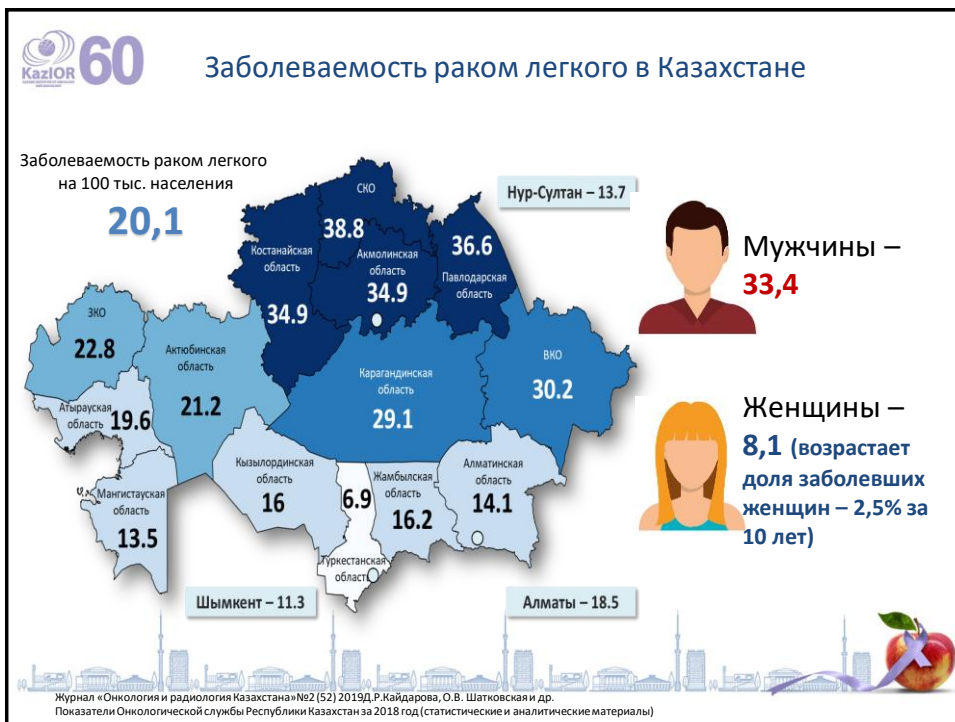 KazIOR 60
Заболеваемость раком легкого в Казахстане
Заболеваемость раком легкого
на 100 тыс. населения
20,1
Нур-Султан – 13.7
СКО
38.8
Костанайская
область
34.9
Акмолинская
область
34.9
36.6
Павлодарская
область
Мужчины –
33,4
ЗКО
22.8
Актюбинская
область
21.2
Карагандинская
область
29.1
ВКО
30.2
Атырауская
область
19.6
Женщины –
8,1 (возрастает
доля заболевших
женщин – 2,5% за
10 лет)
Мангистауская
область
13.5
Кызылординская
область
16
6.9
Туркестанская
область
Жамбылская
область
16.2
Алматинская
область
14.1
Шымкент – 11.3
Алматы – 18.5
Журнал «Онкология и радиология Казахстана»№2 (52) 2019Д.Р.Кайдарова, О.В. Шатковская и др.
Показатели Онкологической службы Республики Казахстан за 2018 год (статистические и аналитические материалы)